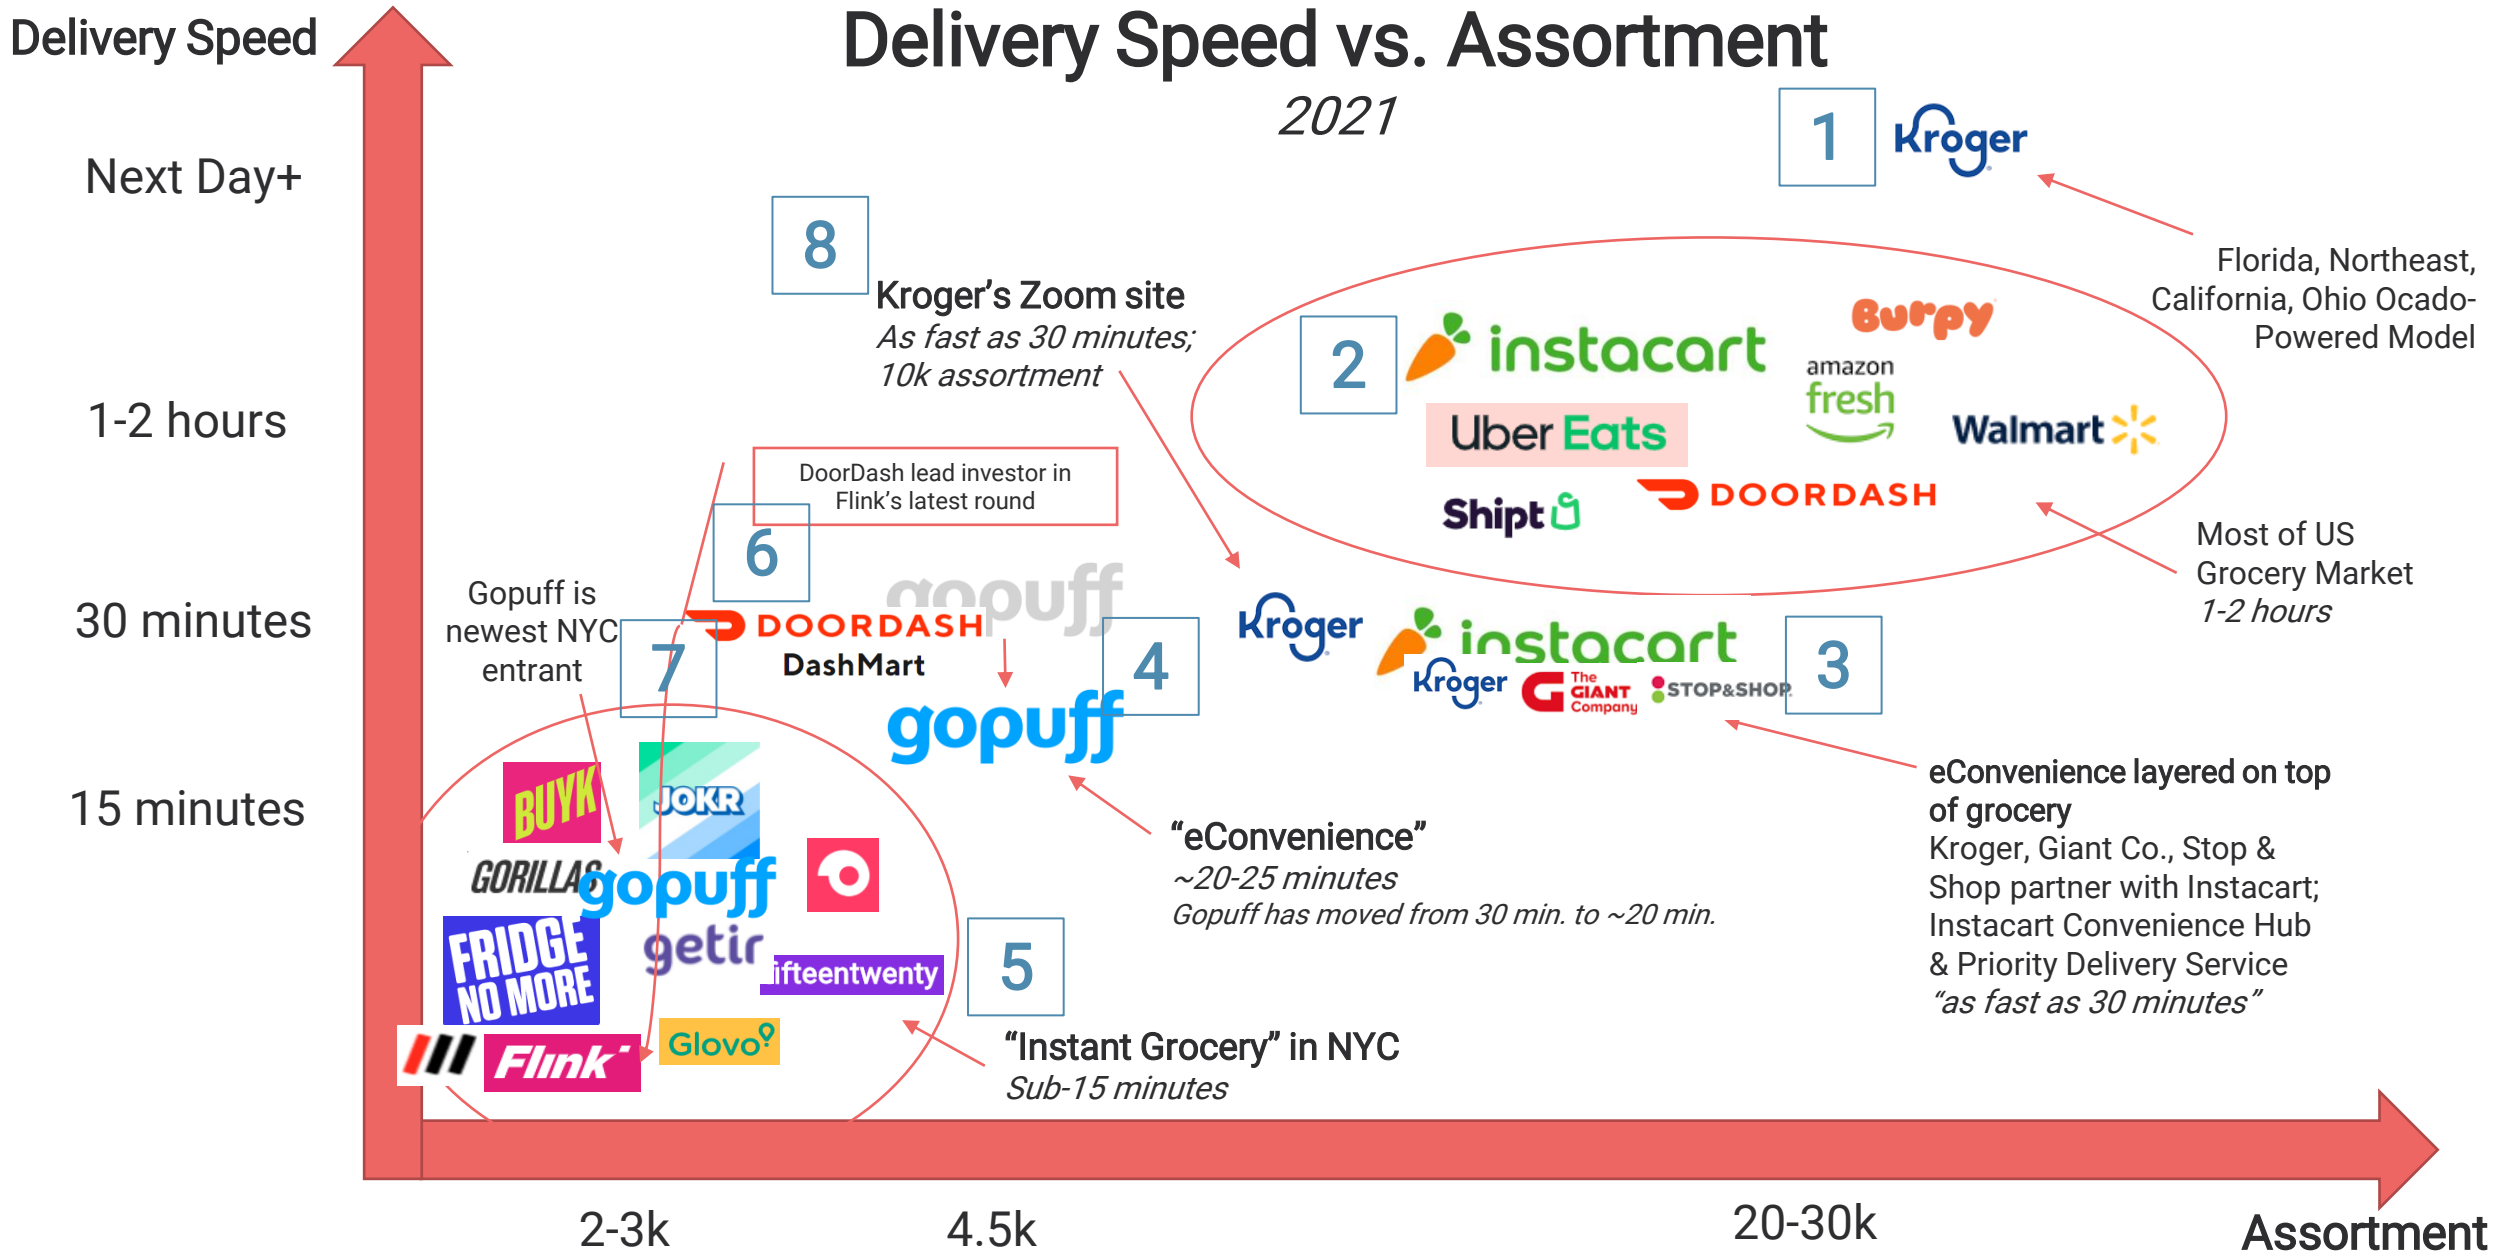 Delivery Speed vs. Assortment
2021
Delivery Speed
Next Day+
1-2 hours
30 minutes
15 minutes
1
Kroger
Florida, Northeast,
California, Ohio Ocado-
Powered Model
8
Kroger's Zoom site
As fast as 30 minutes;
10k assortment
2
instacart
Burpy
amazon
fresh
Uber Eats
Walmart
Shipt
DOORDASH
Most of US
Grocery Market
1-2 hours
DoorDash lead investor in
Flink's latest round
6
Gopuff is
newest NYC
entrant
7
gopuff
DOORDASH
DashMart
4
gopuff
Kroger
instacart
Kroger
The
GIANT
Company
STOP&SHOP
3
eConvenience layered on top
of grocery
Kroger, Giant Co., Stop &
Shop partner with Instacart;
Instacart Convenience Hub
& Priority Delivery Service
“as fast as 30 minutes”
“eConvenience”
~20-25 minutes
Gopuff has moved from 30 min. to ~20 min.
BUYK
JOKR
GORILLAS
gopuff
FRIDGE
NO MORE
getir
ifteentwenty
Flink
Glovo
5
“Instant Grocery” in NYC
Sub-15 minutes
2-3k
4.5k
20-30k
Assortment